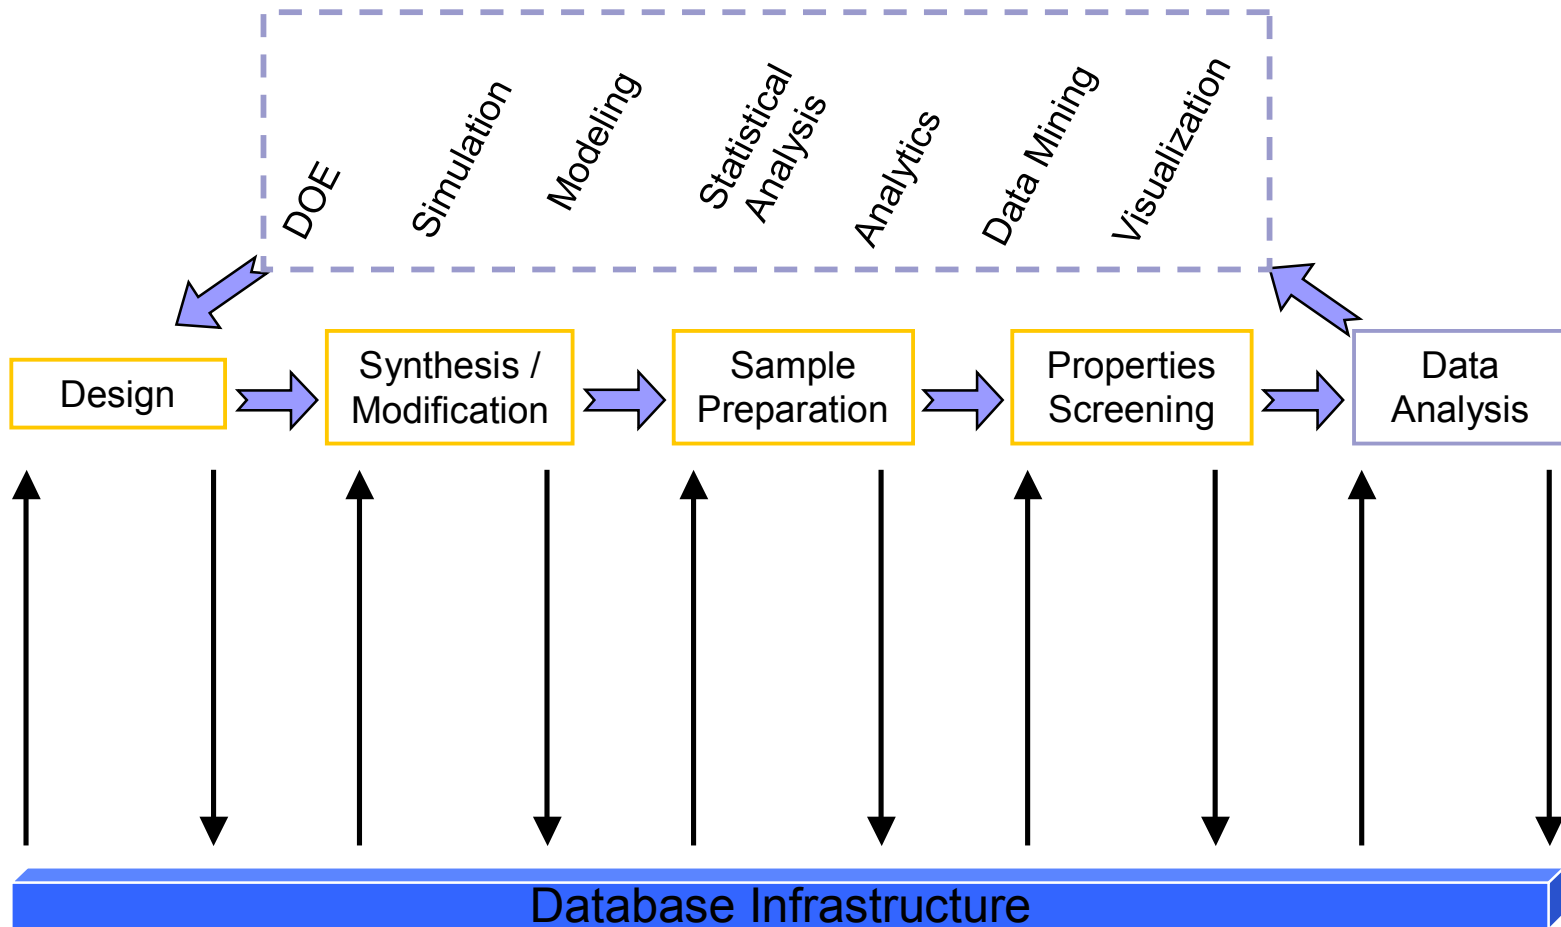 DOE
Simulation
Modeling
Statistical
Analysis
Analytics
Data Mining
Visualization
Design
Synthesis /
Modification
Sample
Preparation
Properties
Screening
Data
Analysis
Database Infrastructure